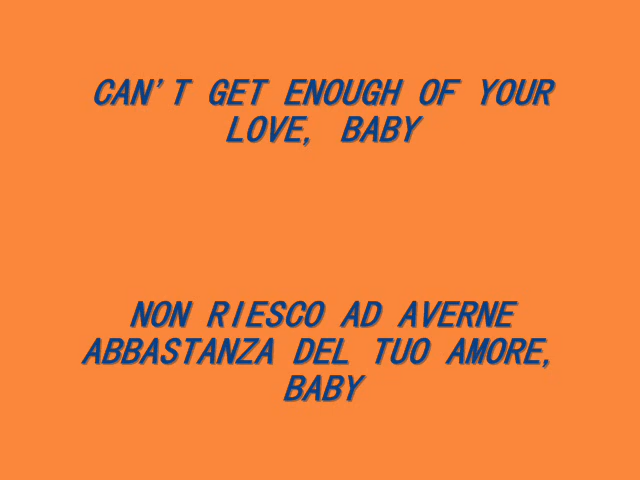 CAN'T GET ENOUGH OF YOUR
LOVE, BABY
NON RIESCO AD AVERNE
ABBASTANZA DEL TUO AMORE,
BABY